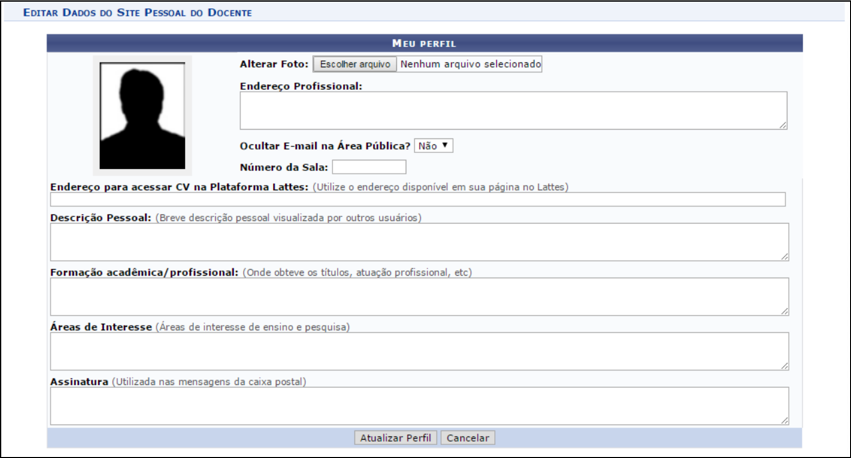 Editar Dados do Site Pessoal do Docente
Meu perfil
Alterar Foto: Escolher arquivo Nenhum arquivo selecionado
Endereço Profissional:
Ocultar E-mail na Área Pública? Não
Número da Sala:
Endereço para acessar CV na Plataforma Lattes: (Utilize o endereço disponível em sua página no Lattes)
Descrição Pessoal: (Breve descrição pessoal visualizada por outros usuários)
Formação acadêmica/profissional: (Onde obteve os títulos, atuação profissional, etc)
Áreas de Interesse (Áreas de interesse de ensino e pesquisa)
Assinatura (Utilizada nas mensagens da caixa postal)
Atualizar Perfil Cancelar